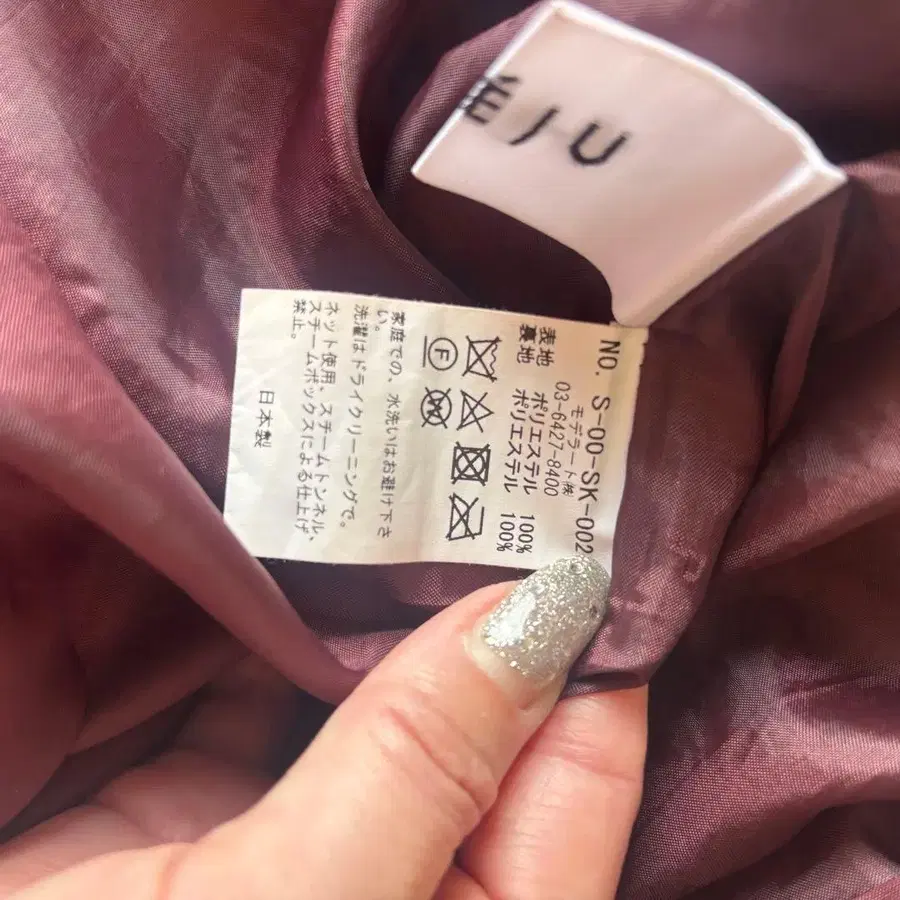 ÉJU
NO. S-00-SK-002
モデラート㈱
03-6427-8400
表地 ポリエステル 100%
裏地 ポリエステル 100%
F
W
家庭での、水洗いはお避け下さい。
洗濯はドライクリーニングで。
ネット使用、スチームトンネル、
スチームボックスによる仕上げ
禁止。
日本製